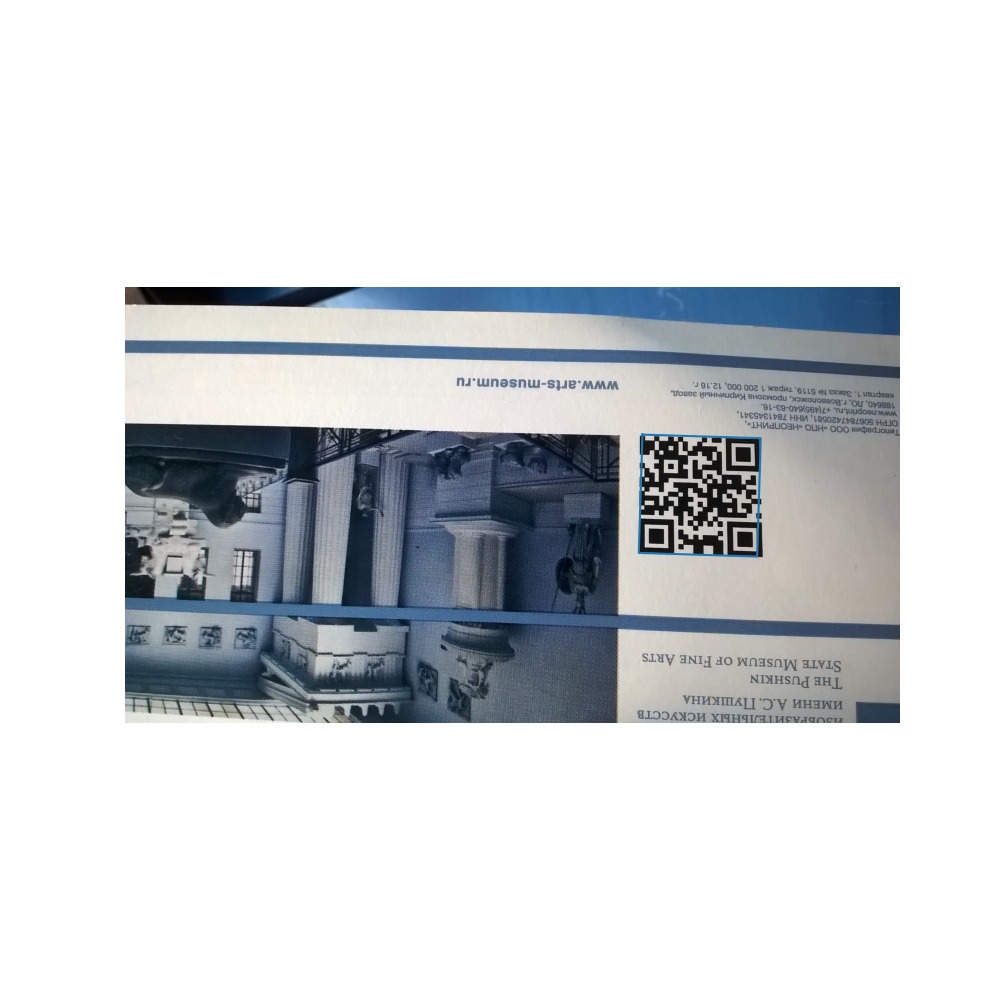 ИЗОБРАЗИТЕЛЬНЫХ ИСКУССТВ
ИМЕНИ А.С. ПУШКИНА
THE PUSHKIN
STATE MUSEUM OF FINE ARTS
Типография ООО «НПО «НЕОПРИНТ»,
ОГРН 5067847420581, ИНН 7841345341,
www.neoprint.ru, +7(495)640-63-16.
188640, ЛО, г.Всеволожск, промзона Кирпичный завод,
квартал 1. Заказ № 5119. тираж 1 200 000, 12.16 г.
www.arts-museum.ru